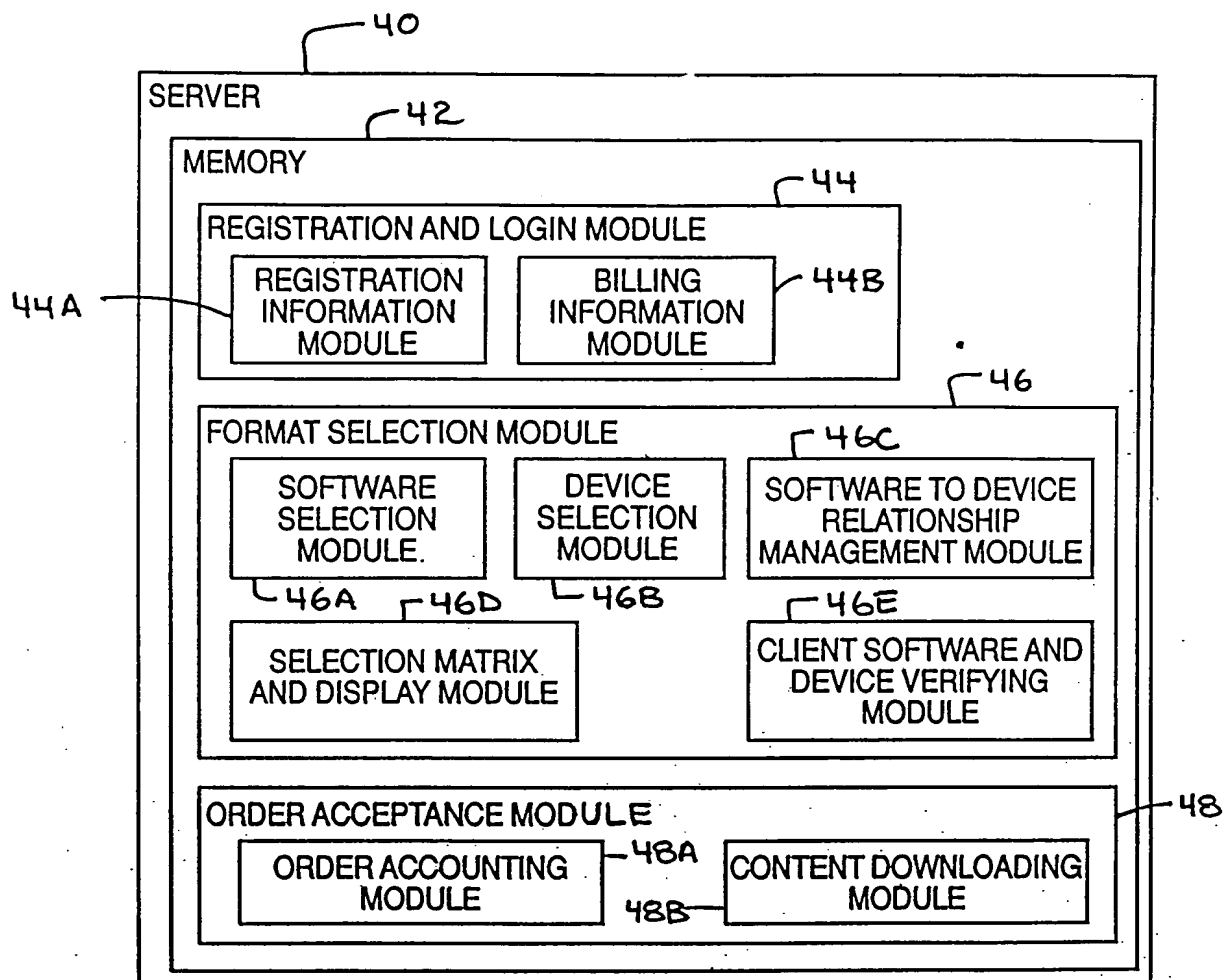 40
SERVER
42
MEMORY
44
REGISTRATION AND LOGIN MODULE
44A
REGISTRATION
INFORMATION
MODULE
BILLING
INFORMATION
MODULE
44B
46
FORMAT SELECTION MODULE
SOFTWARE
SELECTION
MODULE.
46A
DEVICE
SELECTION
MODULE
46B
46C
SOFTWARE TO DEVICE
RELATIONSHIP
MANAGEMENT MODULE
46D
SELECTION MATRIX
AND DISPLAY MODULE
46E
CLIENT SOFTWARE AND
DEVICE VERIFYING
MODULE
48
ORDER ACCEPTANCE MODULE
ORDER ACCOUNTING
MODULE
48A
CONTENT DOWNLOADING
MODULE
48B